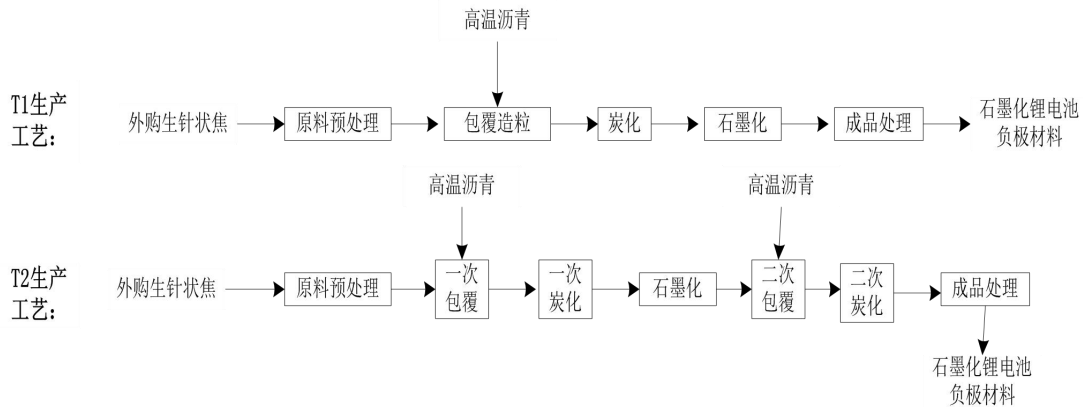 高温沥青
T1生产
工艺：
外购生针状焦
原料预处理
包覆造粒
炭化
石墨化
成品处理
石墨化锂电池
负极材料
高温沥青
高温沥青
T2生产
工艺：
外购生针状焦
原料预处理
一次
包覆
一次
炭化
石墨化
二次
包覆
二次
炭化
成品处理
石墨化锂电池
负极材料